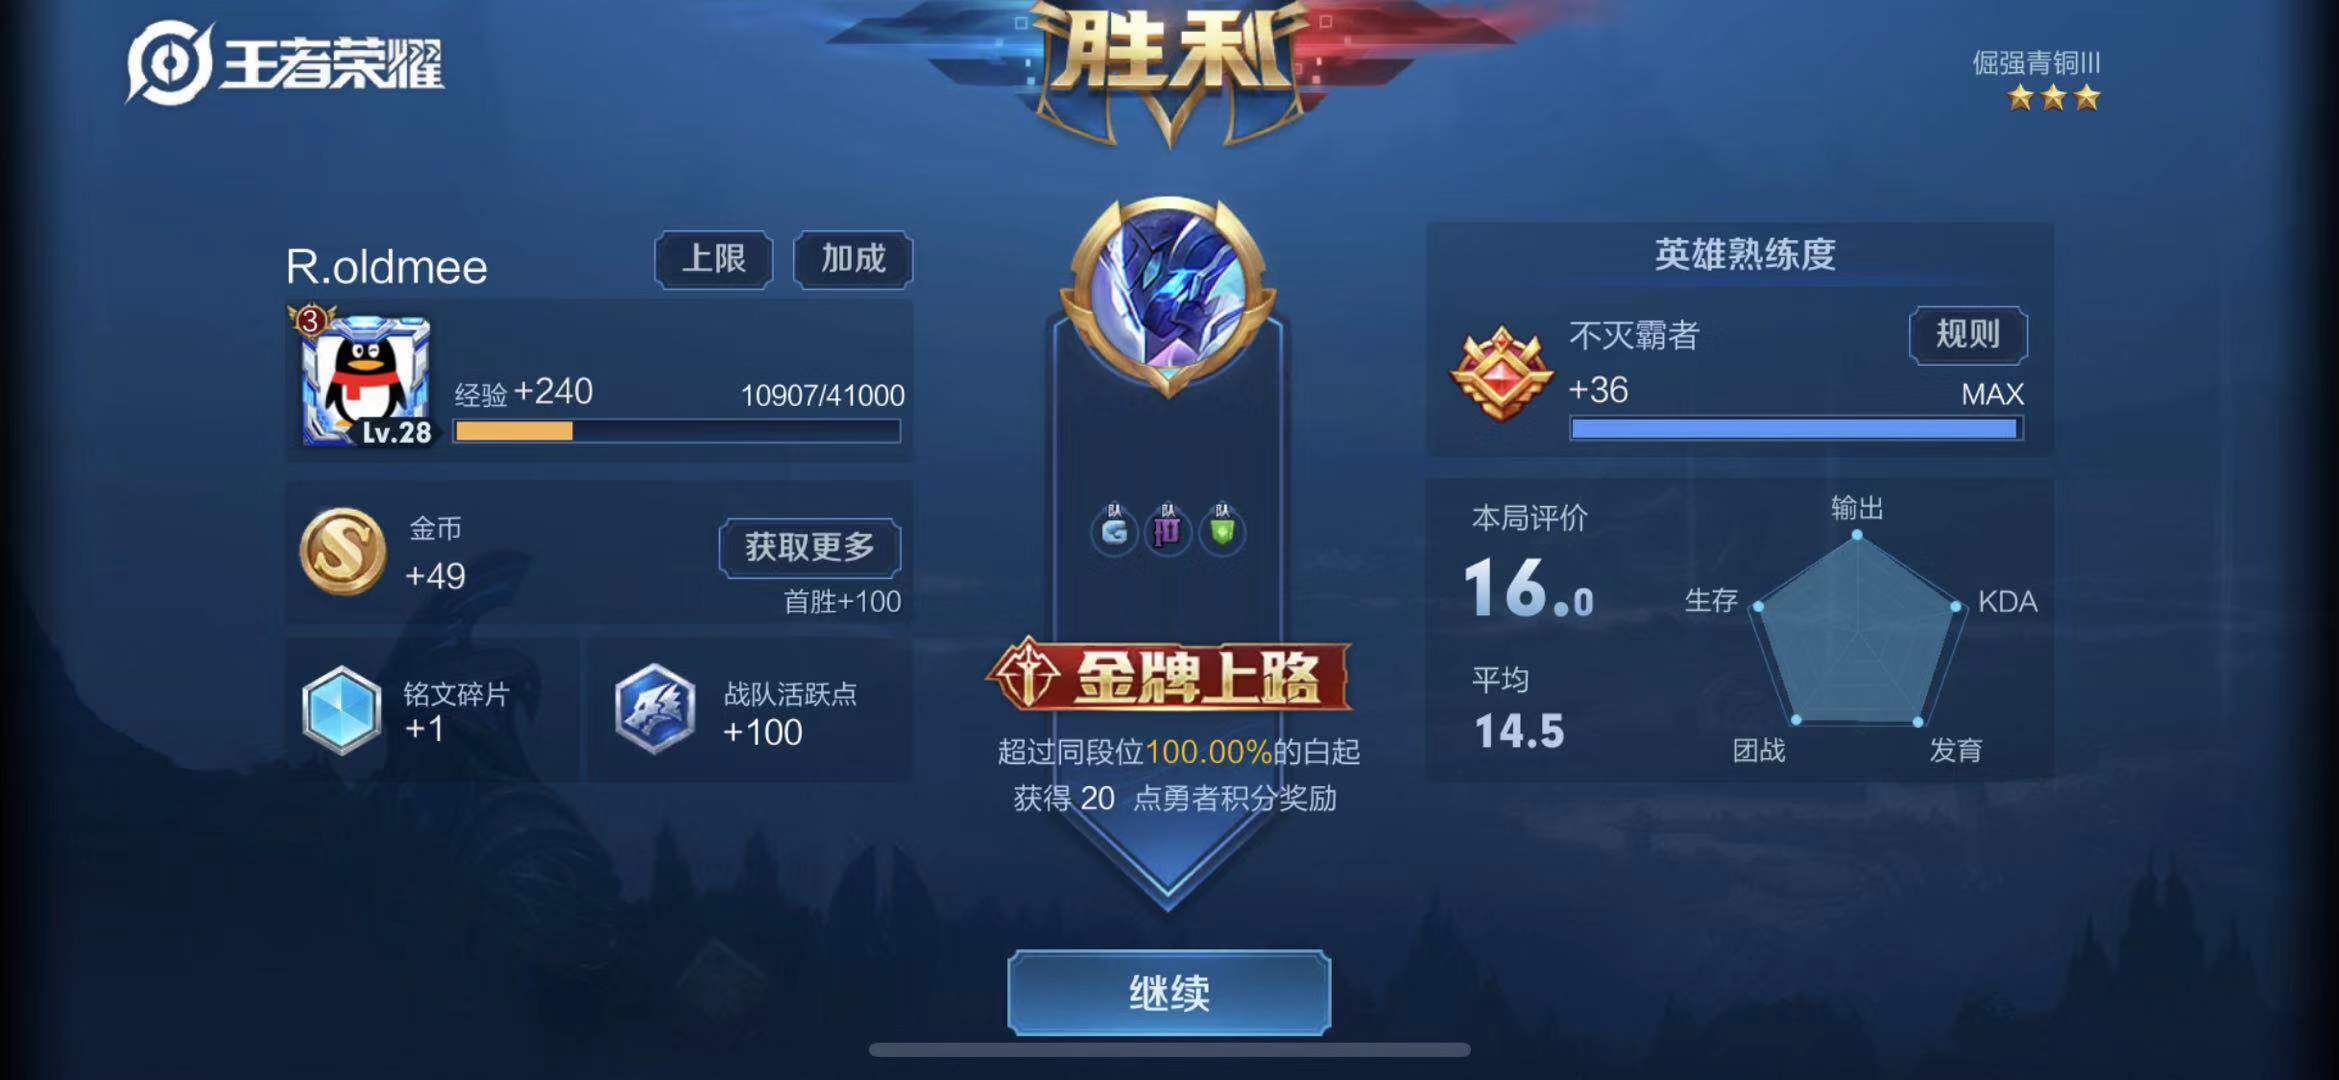 王者荣耀
胜利
倔强青铜III
R.oldmee
上限
加成
3
Lv.28
经验 +240
10907/41000
金币
+49
获取更多
首胜+100
铭文碎片
+1
战队活跃点
+100
金牌上路
超过同段位100.00%的白起
获得 20 点勇者积分奖励
继续
英雄熟练度
不灭霸者
规则
+36
MAX
本局评价
16.0
平均
14.5
输出
生存
KDA
团战
发育